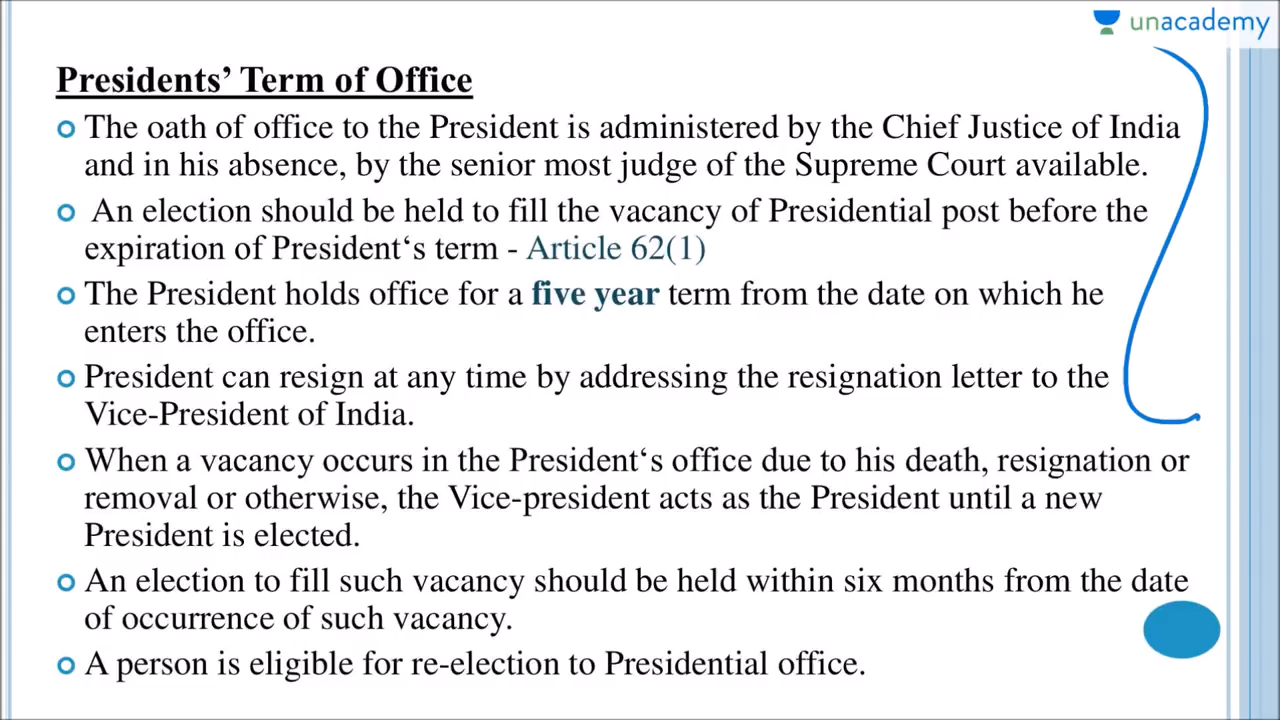 unacademy
Presidents’ Term of Office
The oath of office to the President is administered by the Chief Justice of India
and in his absence, by the senior most judge of the Supreme Court available.
An election should be held to fill the vacancy of Presidential post before the
expiration of President‘s term - Article 62(1)
The President holds office for a five year term from the date on which he
enters the office.
President can resign at any time by addressing the resignation letter to the
Vice-President of India.
When a vacancy occurs in the President‘s office due to his death, resignation or
removal or otherwise, the Vice-president acts as the President until a new
President is elected.
An election to fill such vacancy should be held within six months from the date
of occurrence of such vacancy.
A person is eligible for re-election to Presidential office.